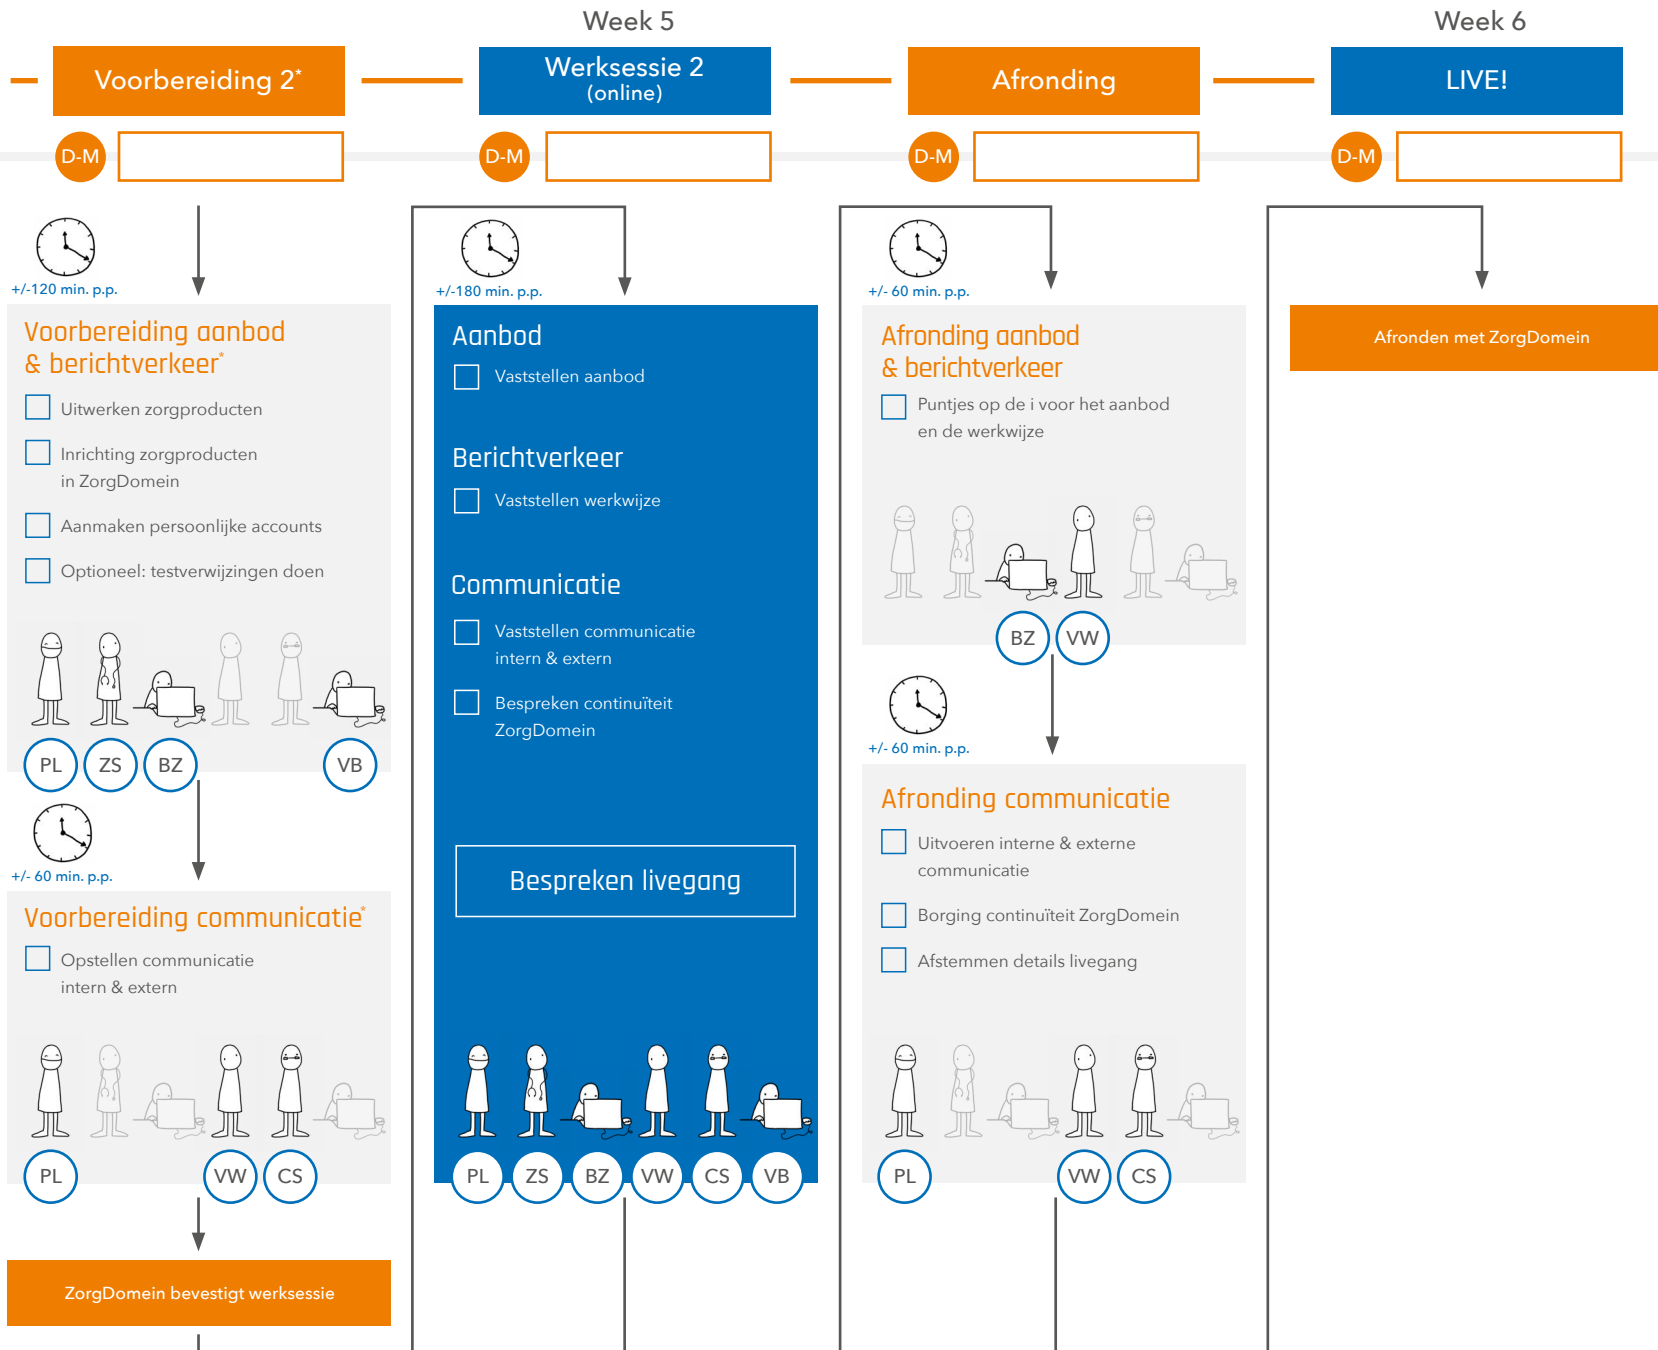 Week 5
Week 6
Voorbereiding 2*
Werksessie 2
(online)
Afronding
LIVE!
D-M
D-M
D-M
D-M
+/-120 min. p.p.
Voorbereiding aanbod
& berichtverkeer*
Uitwerken zorgproducten
Inrichting zorgproducten
in ZorgDomein
Aanmaken persoonlijke accounts
Optioneel: testverwijzingen doen
PL
ZS
BZ
VB
+/- 60 min. p.p.
Voorbereiding communicatie*
Opstellen communicatie
intern & extern
PL
VW
CS
ZorgDomein bevestigt werksessie
+/-180 min. p.p.
Aanbod
Vaststellen aanbod
Berichtverkeer
Vaststellen werkwijze
Communicatie
Vaststellen communicatie
intern & extern
Bespreken continuïteit
ZorgDomein
Bespreken livegang
PL
ZS
BZ
VW
CS
VB
+/- 60 min. p.p.
Afronding aanbod
& berichtverkeer
Puntjes op de i voor het aanbod
en de werkwijze
BZ
VW
+/- 60 min. p.p.
Afronding communicatie
Uitvoeren interne & externe
communicatie
Borging continuïteit ZorgDomein
Afstemmen details livegang
PL
VW
CS
Afronden met ZorgDomein